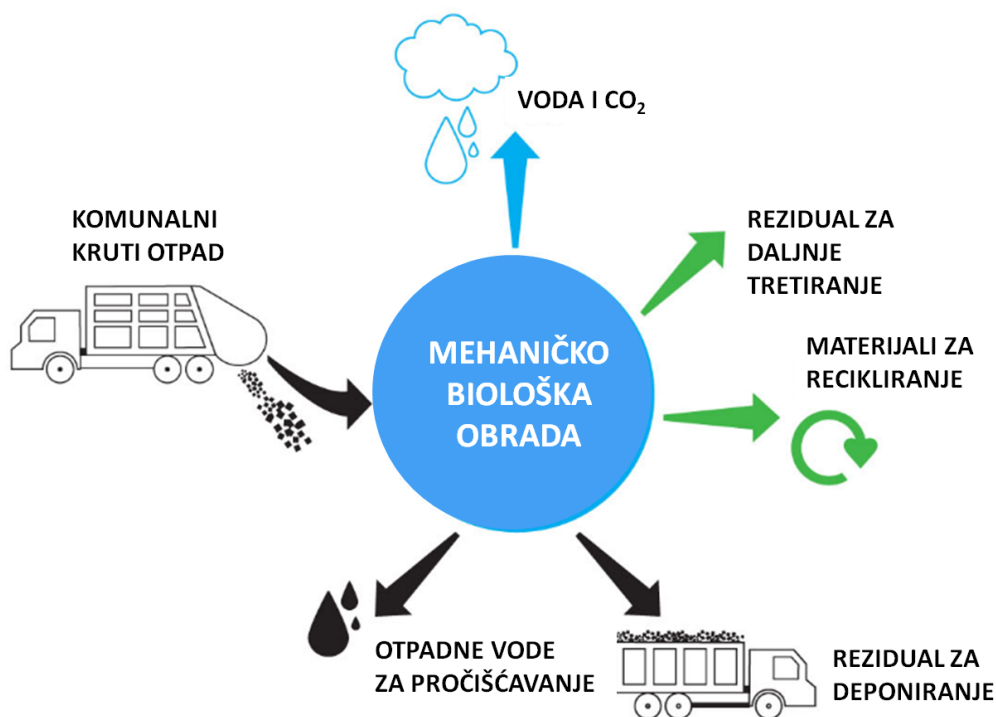 VODA I CO₂
KOMUNALNI
KRUTI OTPAD
REZIDUAL ZA
DALJNJE
TRETIRANJE
MEHANIČKO
BIOLOŠKA
OBRADA
MATERIJALI ZA
RECIKLIRANJE
OTPADNE VODE
ZA PROČIŠĆAVANJE
REZIDUAL ZA
DEPONIRANJE